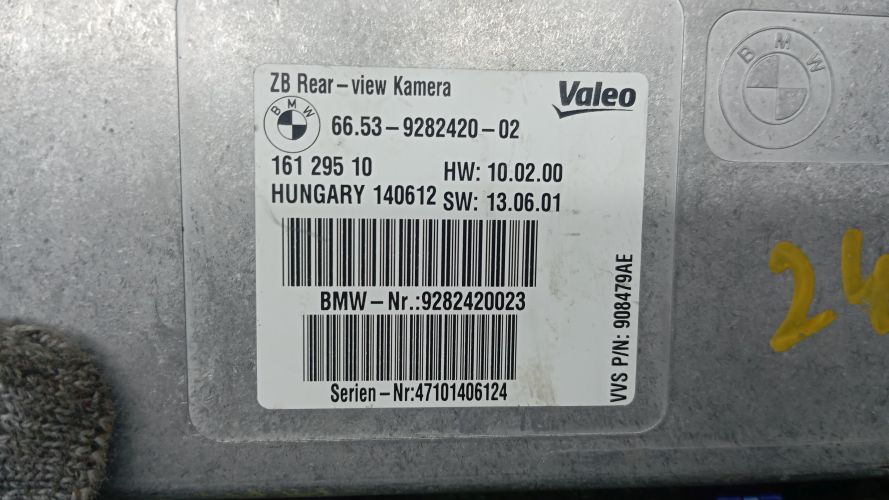 ZB Rear-view Kamera
Valeo
BMW
66.53-9282420-02
161 295 10
HW: 10.02.00
HUNGARY 140612
SW: 13.06.01
BMW-Nr.:9282420023
Serien-Nr:47101406124
VVS P/N: 908479AE
BMW
24